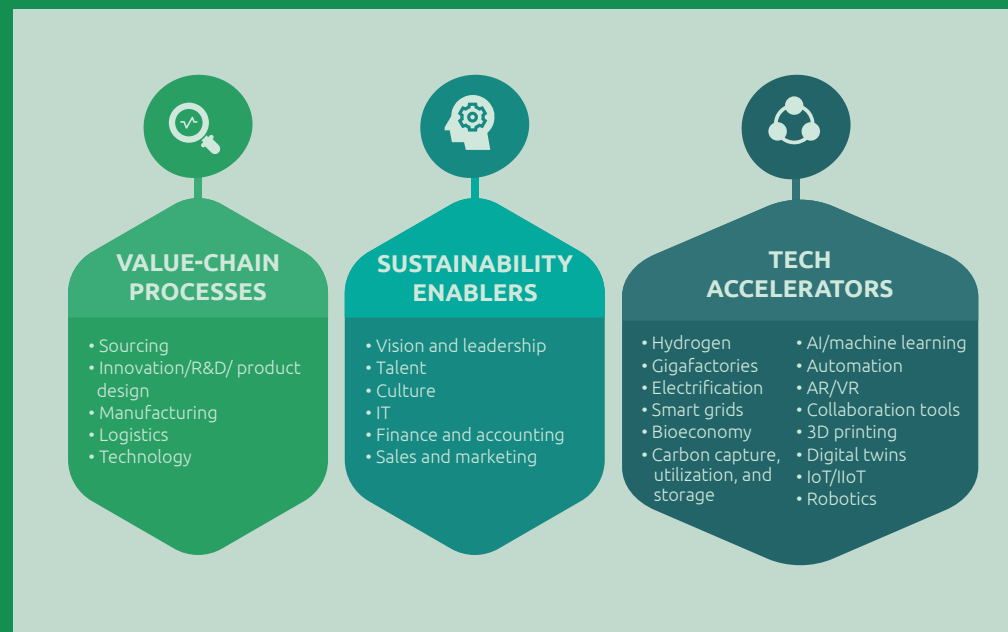 VALUE-CHAIN
PROCESSES
• Sourcing
• Innovation/R&D/ product
design
• Manufacturing
• Logistics
• Technology
SUSTAINABILITY
ENABLERS
• Vision and leadership
• Talent
• Culture
• IT
• Finance and accounting
• Sales and marketing
TECH
ACCELERATORS
• Hydrogen
• Gigafactories
• Electrification
• Smart grids
• Bioeconomy
• Carbon capture,
utilization, and
storage
• AI/machine learning
• Automation
• AR/VR
• Collaboration tools
• 3D printing
• Digital twins
• IoT/IIoT
• Robotics